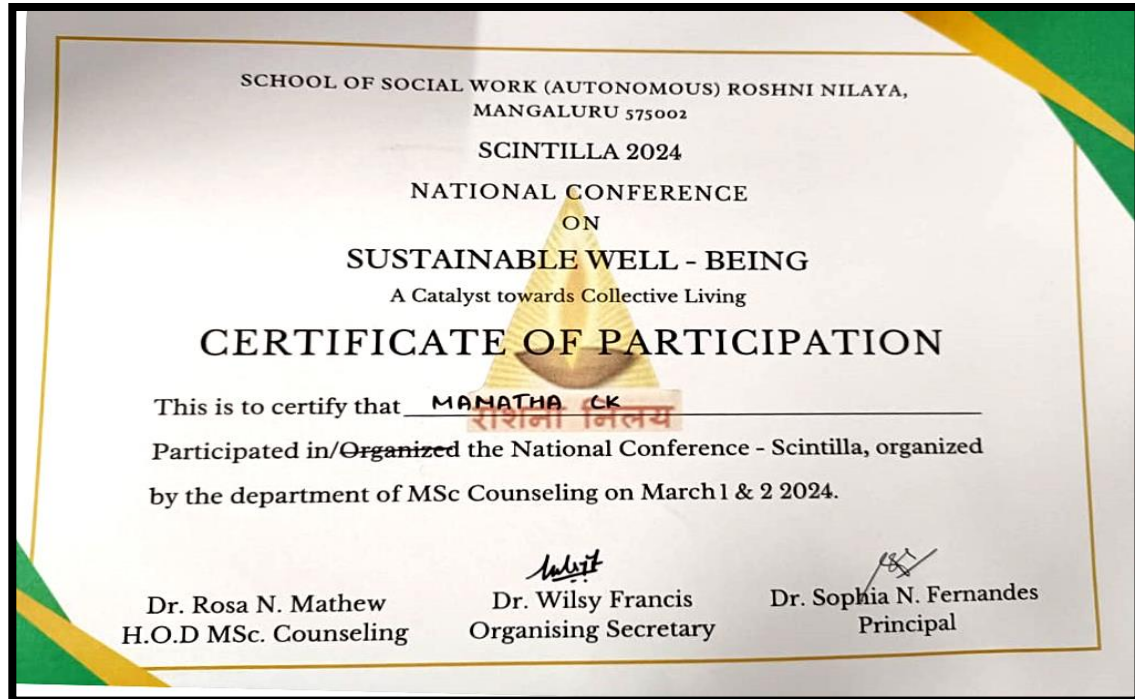 SCHOOL OF SOCIAL WORK (AUTONOMOUS) ROSHNI NILAYA,
MANGALURU 575002
SCINTILLA 2024
NATIONAL CONFERENCE
ON
SUSTAINABLE WELL - BEING
A Catalyst towards Collective Living
CERTIFICATE OF PARTICIPATION
This is to certify that MAMATHA CK
रोशनी निलय
Participated in/Organized the National Conference - Scintilla, organized
by the department of MSc Counseling on March 1 & 2 2024.
Dr. Rosa N. Mathew Dr. Wilsy Francis Dr. Sophia N. Fernandes
H.O.D MSc. Counseling Organising Secretary Principal